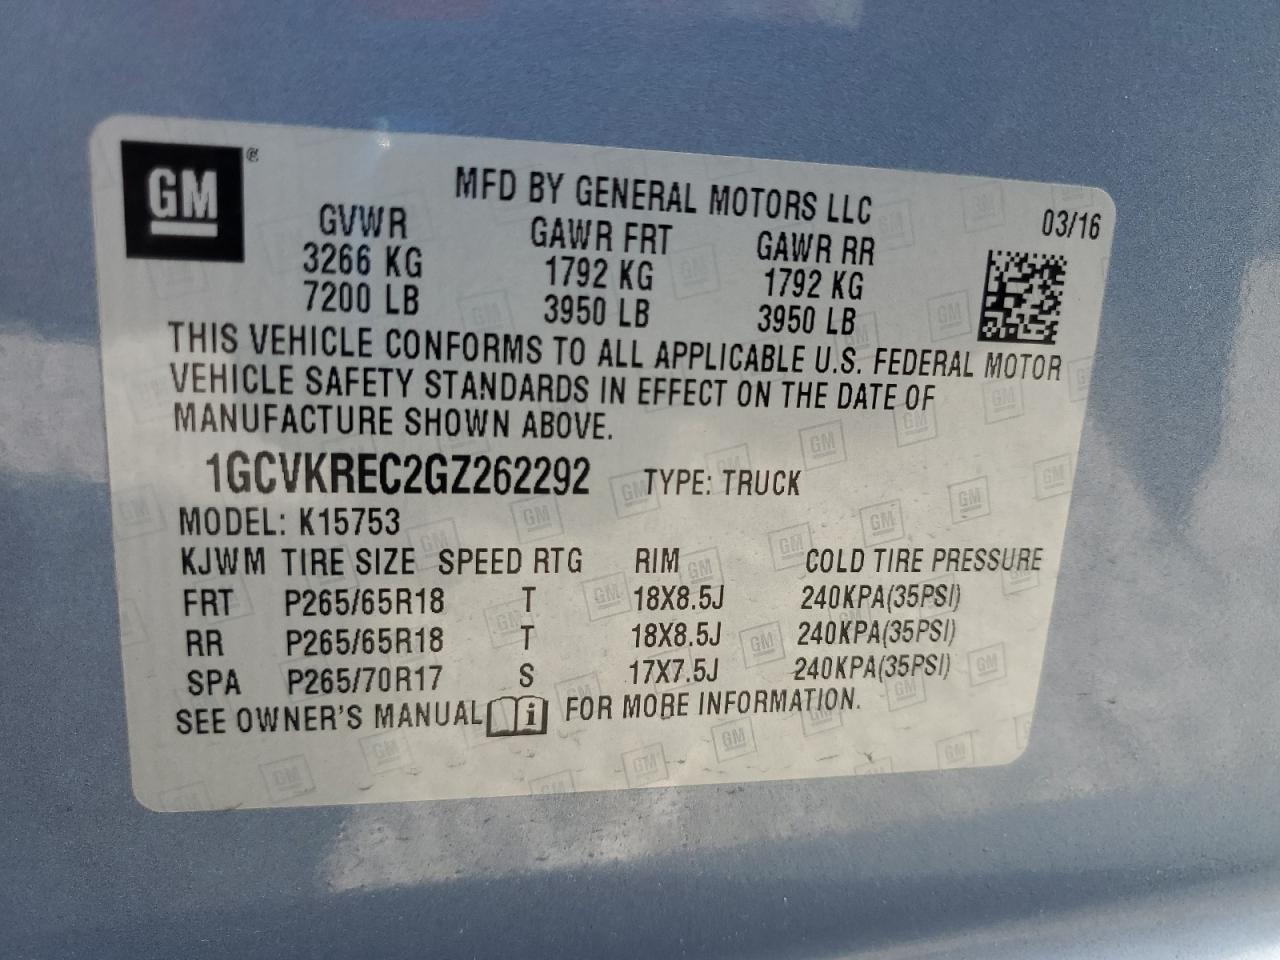 GM®
MFD BY GENERAL MOTORS LLC
03/16
GVWR GAWR FRT GAWR RR
3266 KG 1792 KG 1792 KG
7200 LB 3950 LB 3950 LB
THIS VEHICLE CONFORMS TO ALL APPLICABLE U.S. FEDERAL MOTOR
VEHICLE SAFETY STANDARDS IN EFFECT ON THE DATE OF
MANUFACTURE SHOWN ABOVE.
1GCVKREC2GZ262292 TYPE: TRUCK
MODEL: K15753
KJWM TIRE SIZE SPEED RTG RIM COLD TIRE PRESSURE
FRT P265/65R18 T 18X8.5J 240KPA(35PSI)
RR P265/65R18 T 18X8.5J 240KPA(35PSI)
SPA P265/70R17 S 17X7.5J 240KPA(35PSI)
SEE OWNER'S MANUAL i FOR MORE INFORMATION.